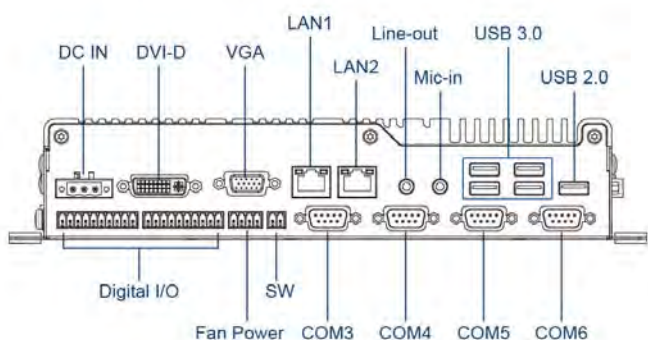 LAN1 Line-out USB 3.0
DC IN DVI-D VGA LAN2 Mic-in USB 2.0
Digital I/O SW
Fan Power COM3 COM4 COM5 COM6